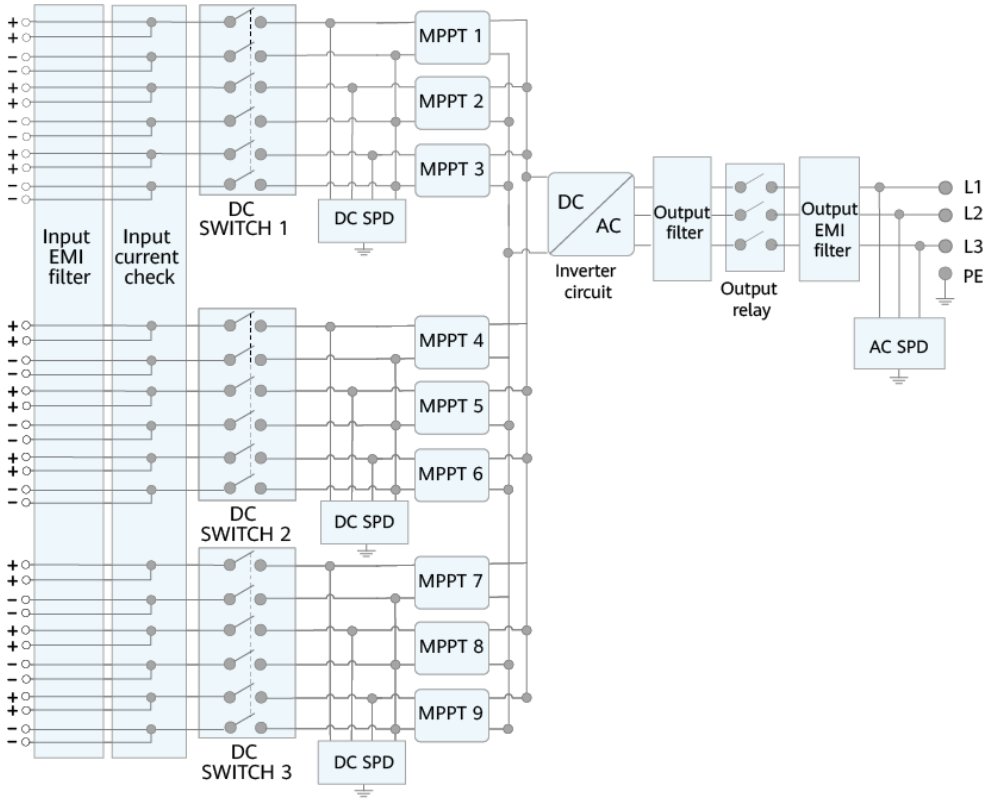 +
+
−
−
+
+
−
−
+
+
−
−
MPPT 1
MPPT 2
MPPT 3
DC
SWITCH 1
DC SPD
Input
EMI
filter
Input
current
check
DC
AC
Inverter
circuit
Output
filter
Output
relay
Output
EMI
filter
L1
L2
L3
PE
AC SPD
+
+
−
−
+
+
−
−
+
+
−
−
MPPT 4
MPPT 5
MPPT 6
DC
SWITCH 2
DC SPD
+
+
−
−
+
+
−
−
+
+
−
−
MPPT 7
MPPT 8
MPPT 9
DC
SWITCH 3
DC SPD